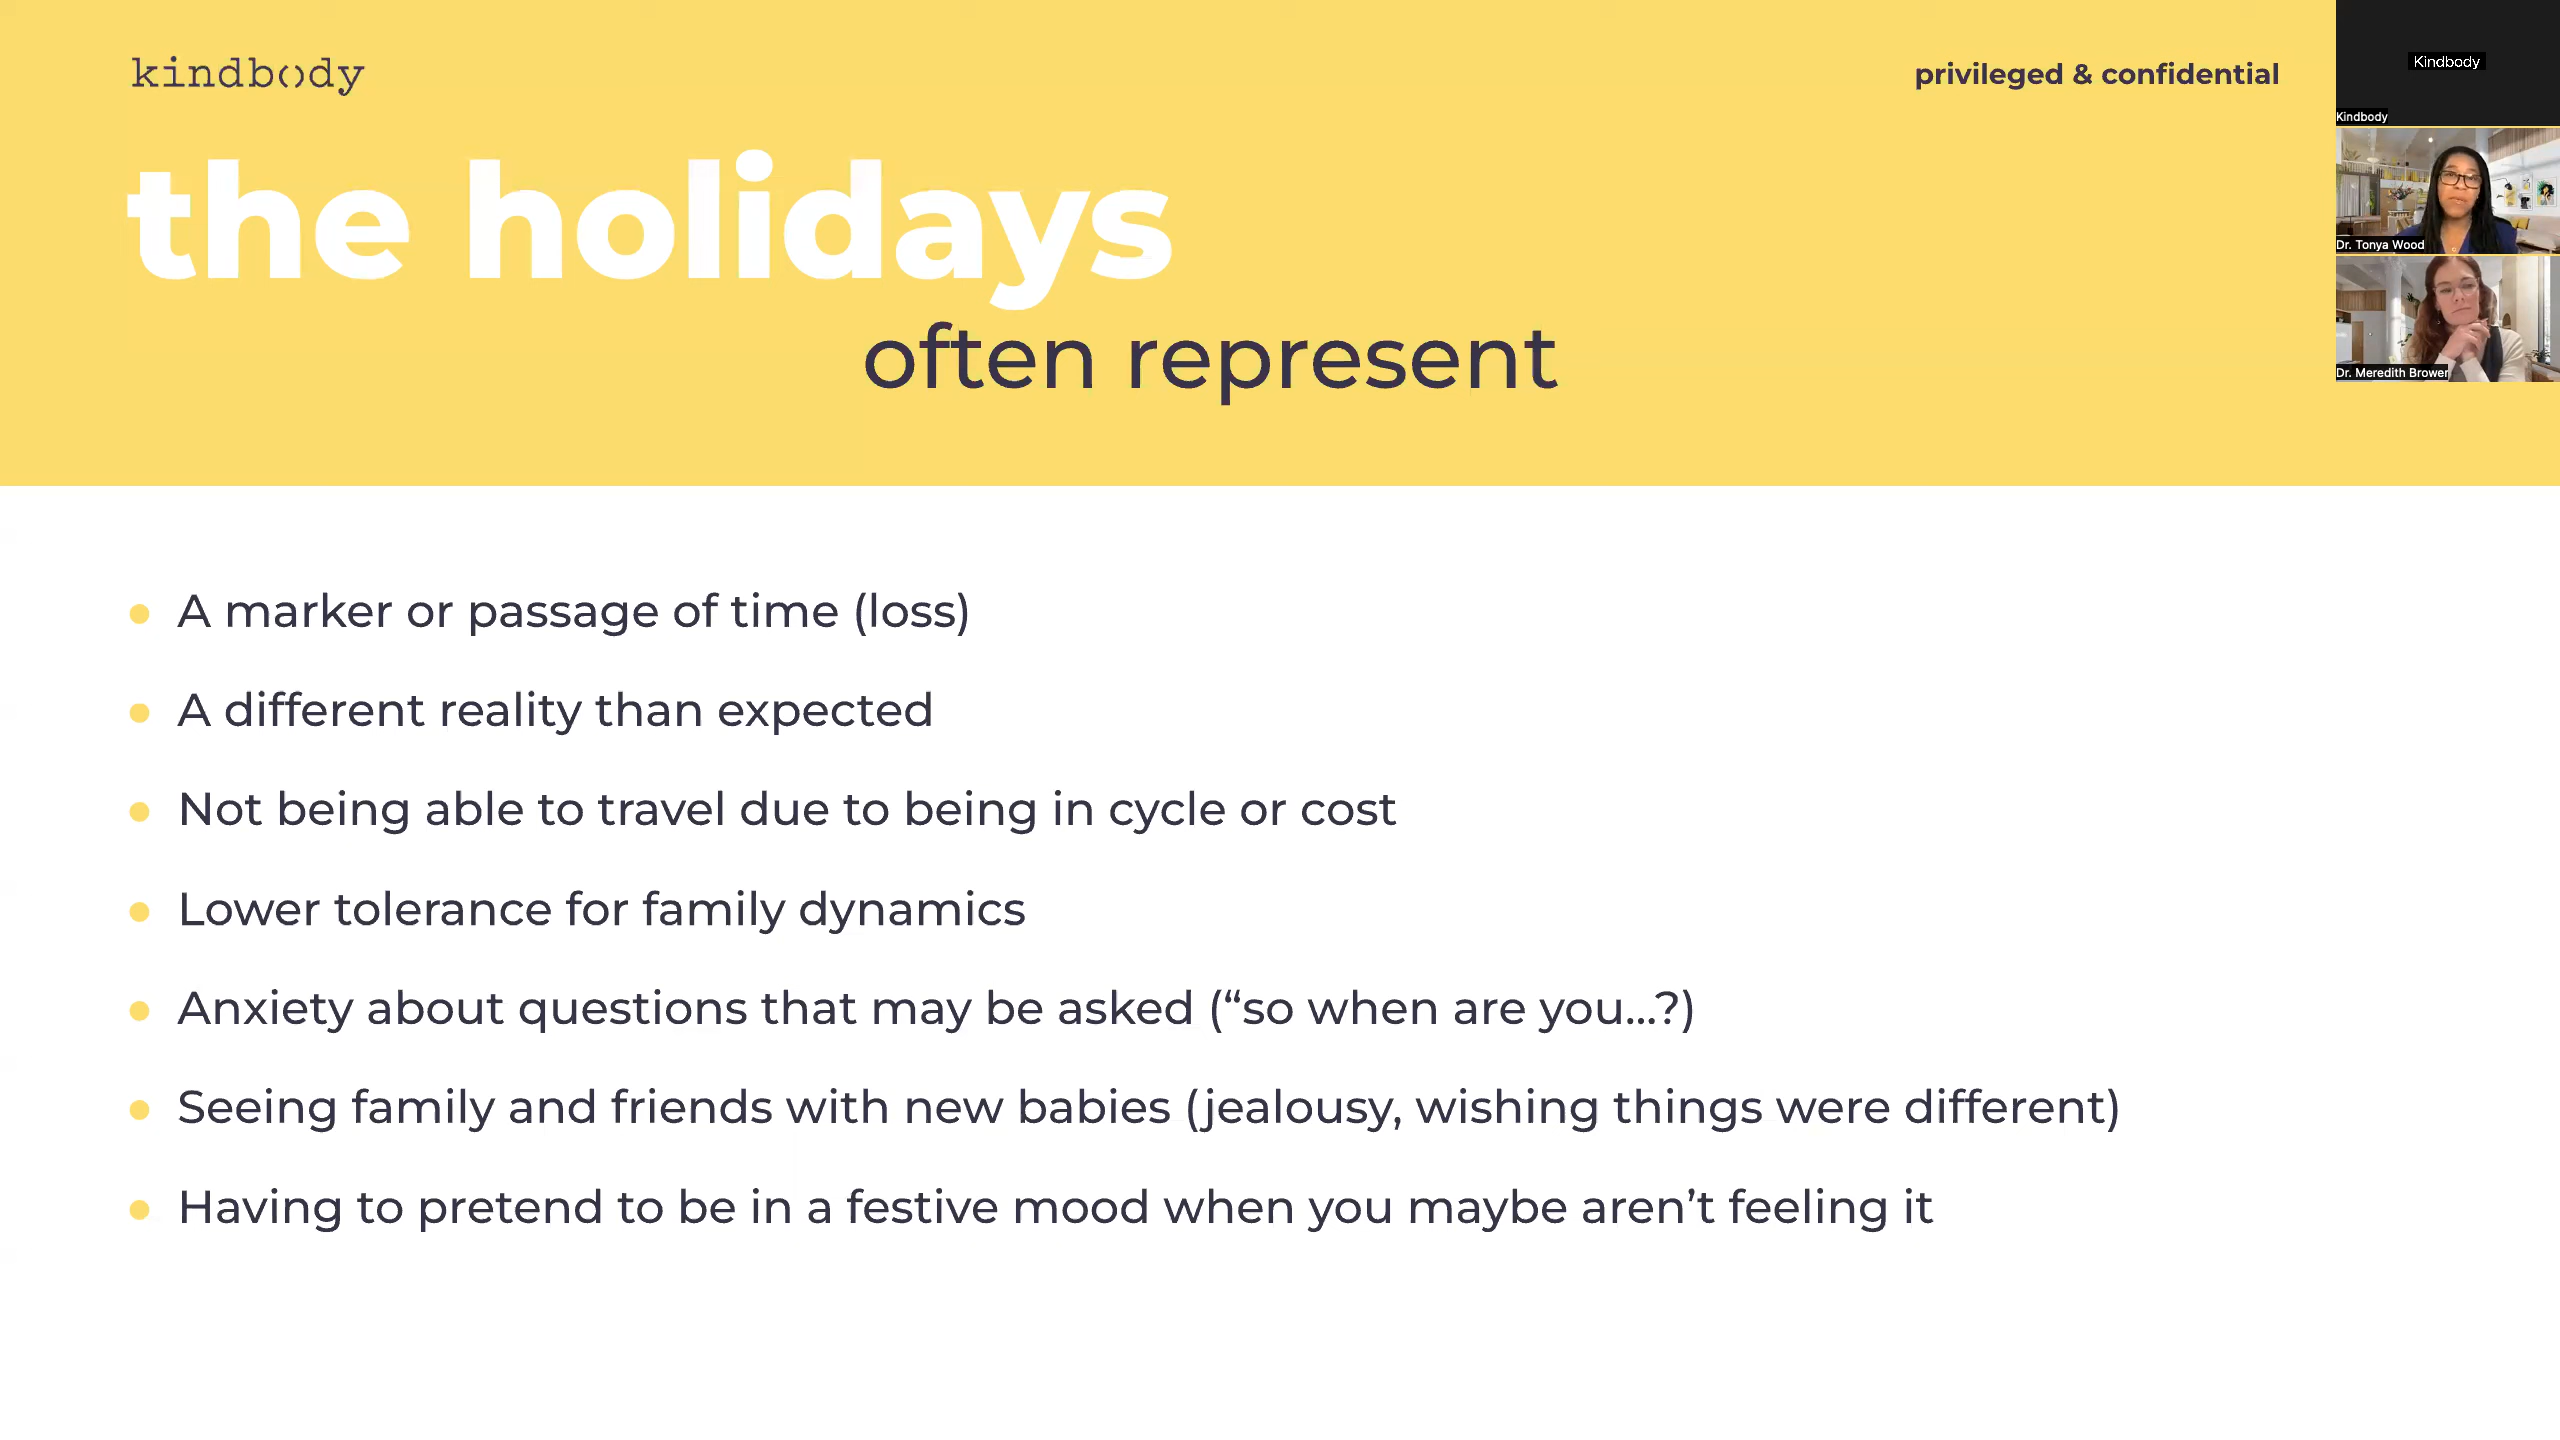 kindbody
privileged & confidential
the holidays
often represent
• A marker or passage of time (loss)
• A different reality than expected
• Not being able to travel due to being in cycle or cost
• Lower tolerance for family dynamics
• Anxiety about questions that may be asked (“so when are you...?)
• Seeing family and friends with new babies (jealousy, wishing things were different)
• Having to pretend to be in a festive mood when you maybe aren’t feeling it
Kindbody
Kindbody
Dr. Tonya Wood
Dr. Meredith Brower